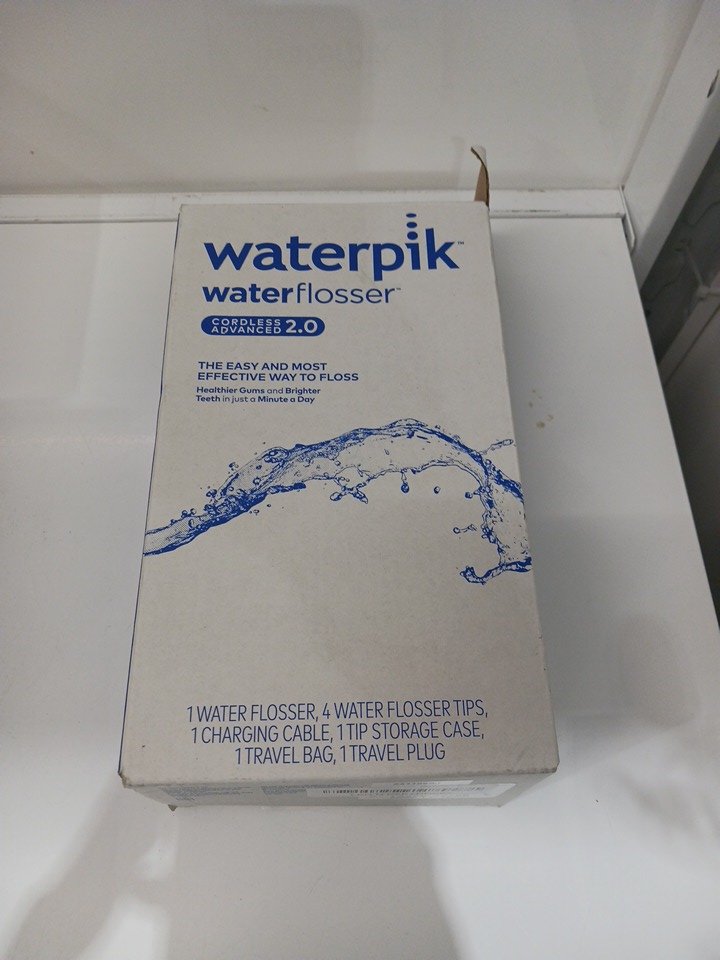 waterpik™
waterflosser™
CORDLESS
ADVANCED 2.0
THE EASY AND MOST
EFFECTIVE WAY TO FLOSS
Healthier Gums and Brighter
Teeth in just a Minute a Day
1 WATER FLOSSER, 4 WATER FLOSSER TIPS,
1 CHARGING CABLE, 1 TIP STORAGE CASE,
1 TRAVEL BAG, 1 TRAVEL PLUG